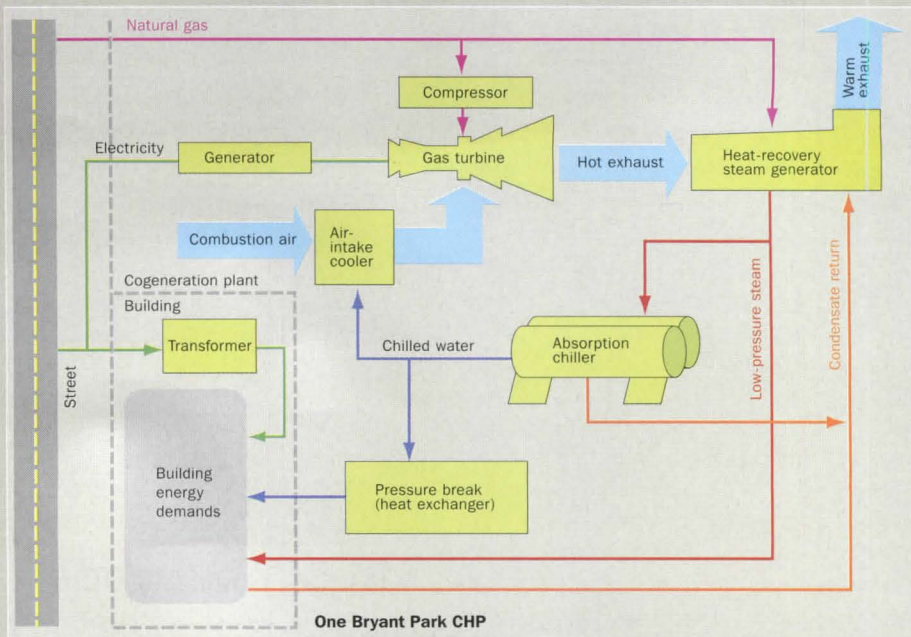 Natural gas
Compressor
Warm
exhaust
Electricity
Generator
Gas turbine
Hot exhaust
Heat-recovery
steam generator
Combustion air
Air-
intake
cooler
Cogeneration plant
Building
Transformer
Chilled water
Absorption
chiller
Low-pressure steam
Condensate return
Street
Building
energy
demands
Pressure break
(heat exchanger)
One Bryant Park CHP